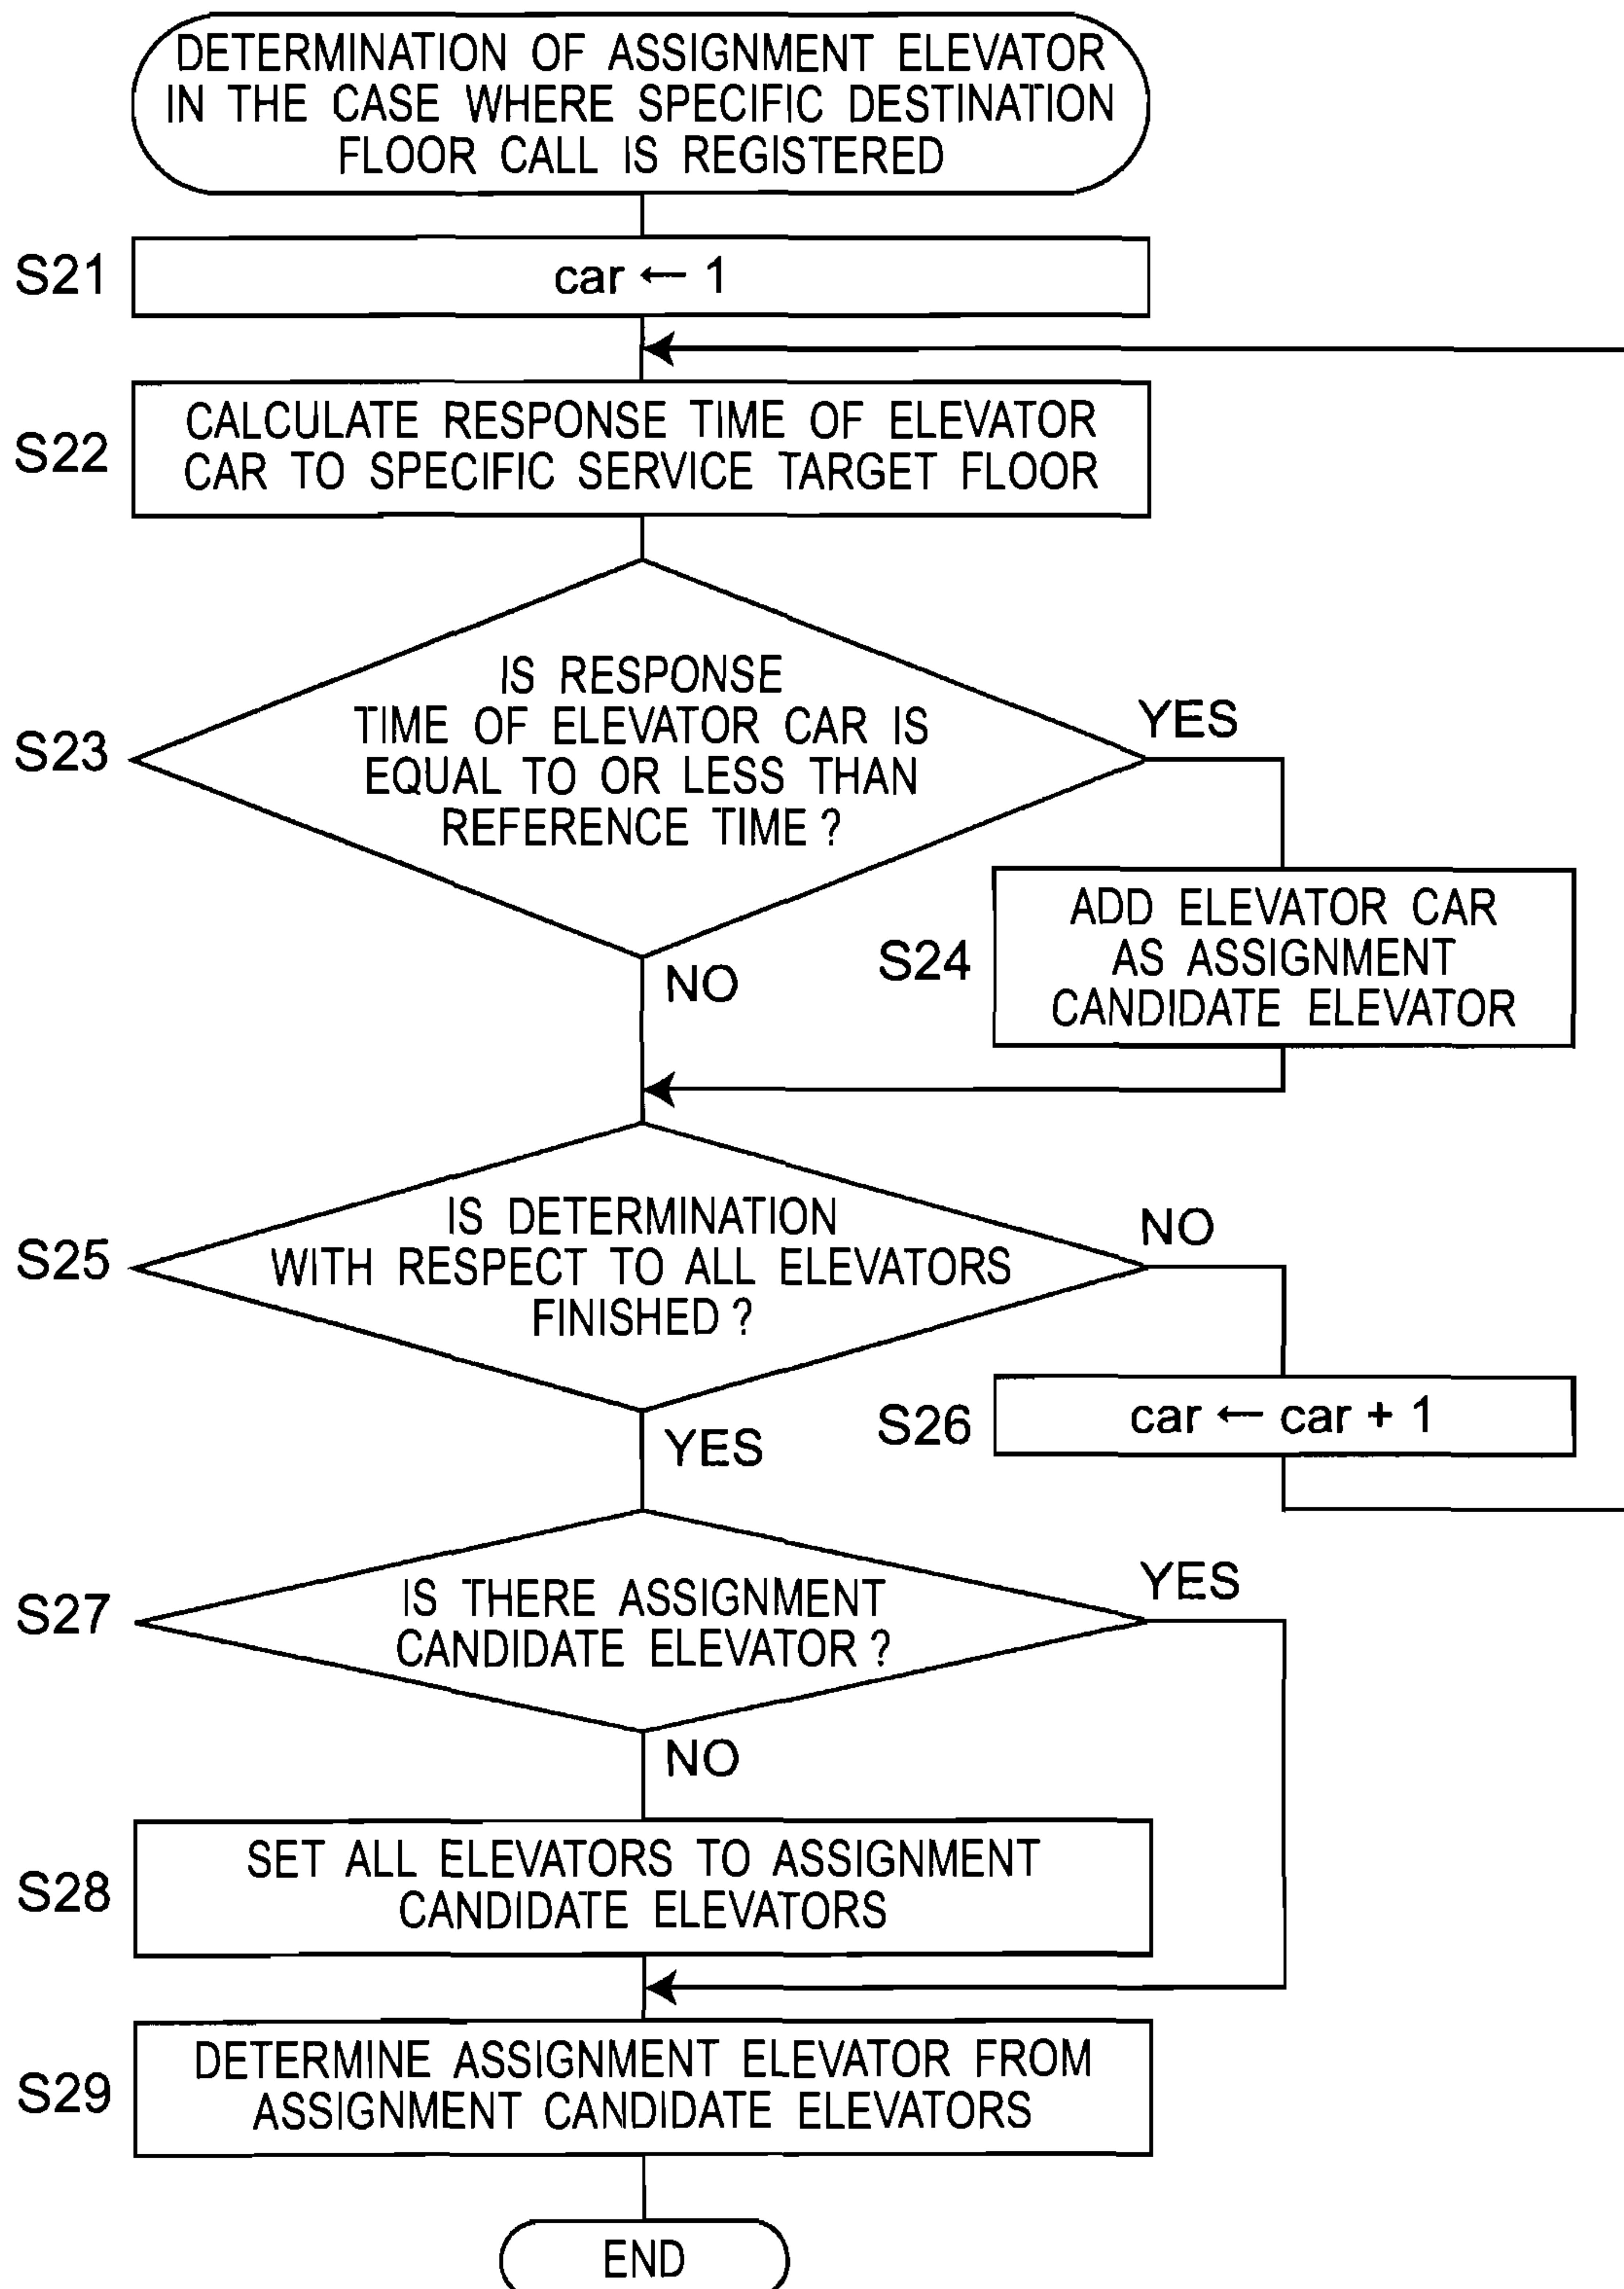 DETERMINATION OF ASSIGNMENT ELEVATOR
IN THE CASE WHERE SPECIFIC DESTINATION
FLOOR CALL IS REGISTERED
S21
car ← 1
S22
CALCULATE RESPONSE TIME OF ELEVATOR
CAR TO SPECIFIC SERVICE TARGET FLOOR
S23
IS RESPONSE
TIME OF ELEVATOR CAR IS
EQUAL TO OR LESS THAN
REFERENCE TIME ?
YES
NO
S24
ADD ELEVATOR CAR
AS ASSIGNMENT
CANDIDATE ELEVATOR
S25
IS DETERMINATION
WITH RESPECT TO ALL ELEVATORS
FINISHED ?
NO
YES
S26
car ← car + 1
S27
IS THERE ASSIGNMENT
CANDIDATE ELEVATOR ?
YES
NO
S28
SET ALL ELEVATORS TO ASSIGNMENT
CANDIDATE ELEVATORS
S29
DETERMINE ASSIGNMENT ELEVATOR FROM
ASSIGNMENT CANDIDATE ELEVATORS
END